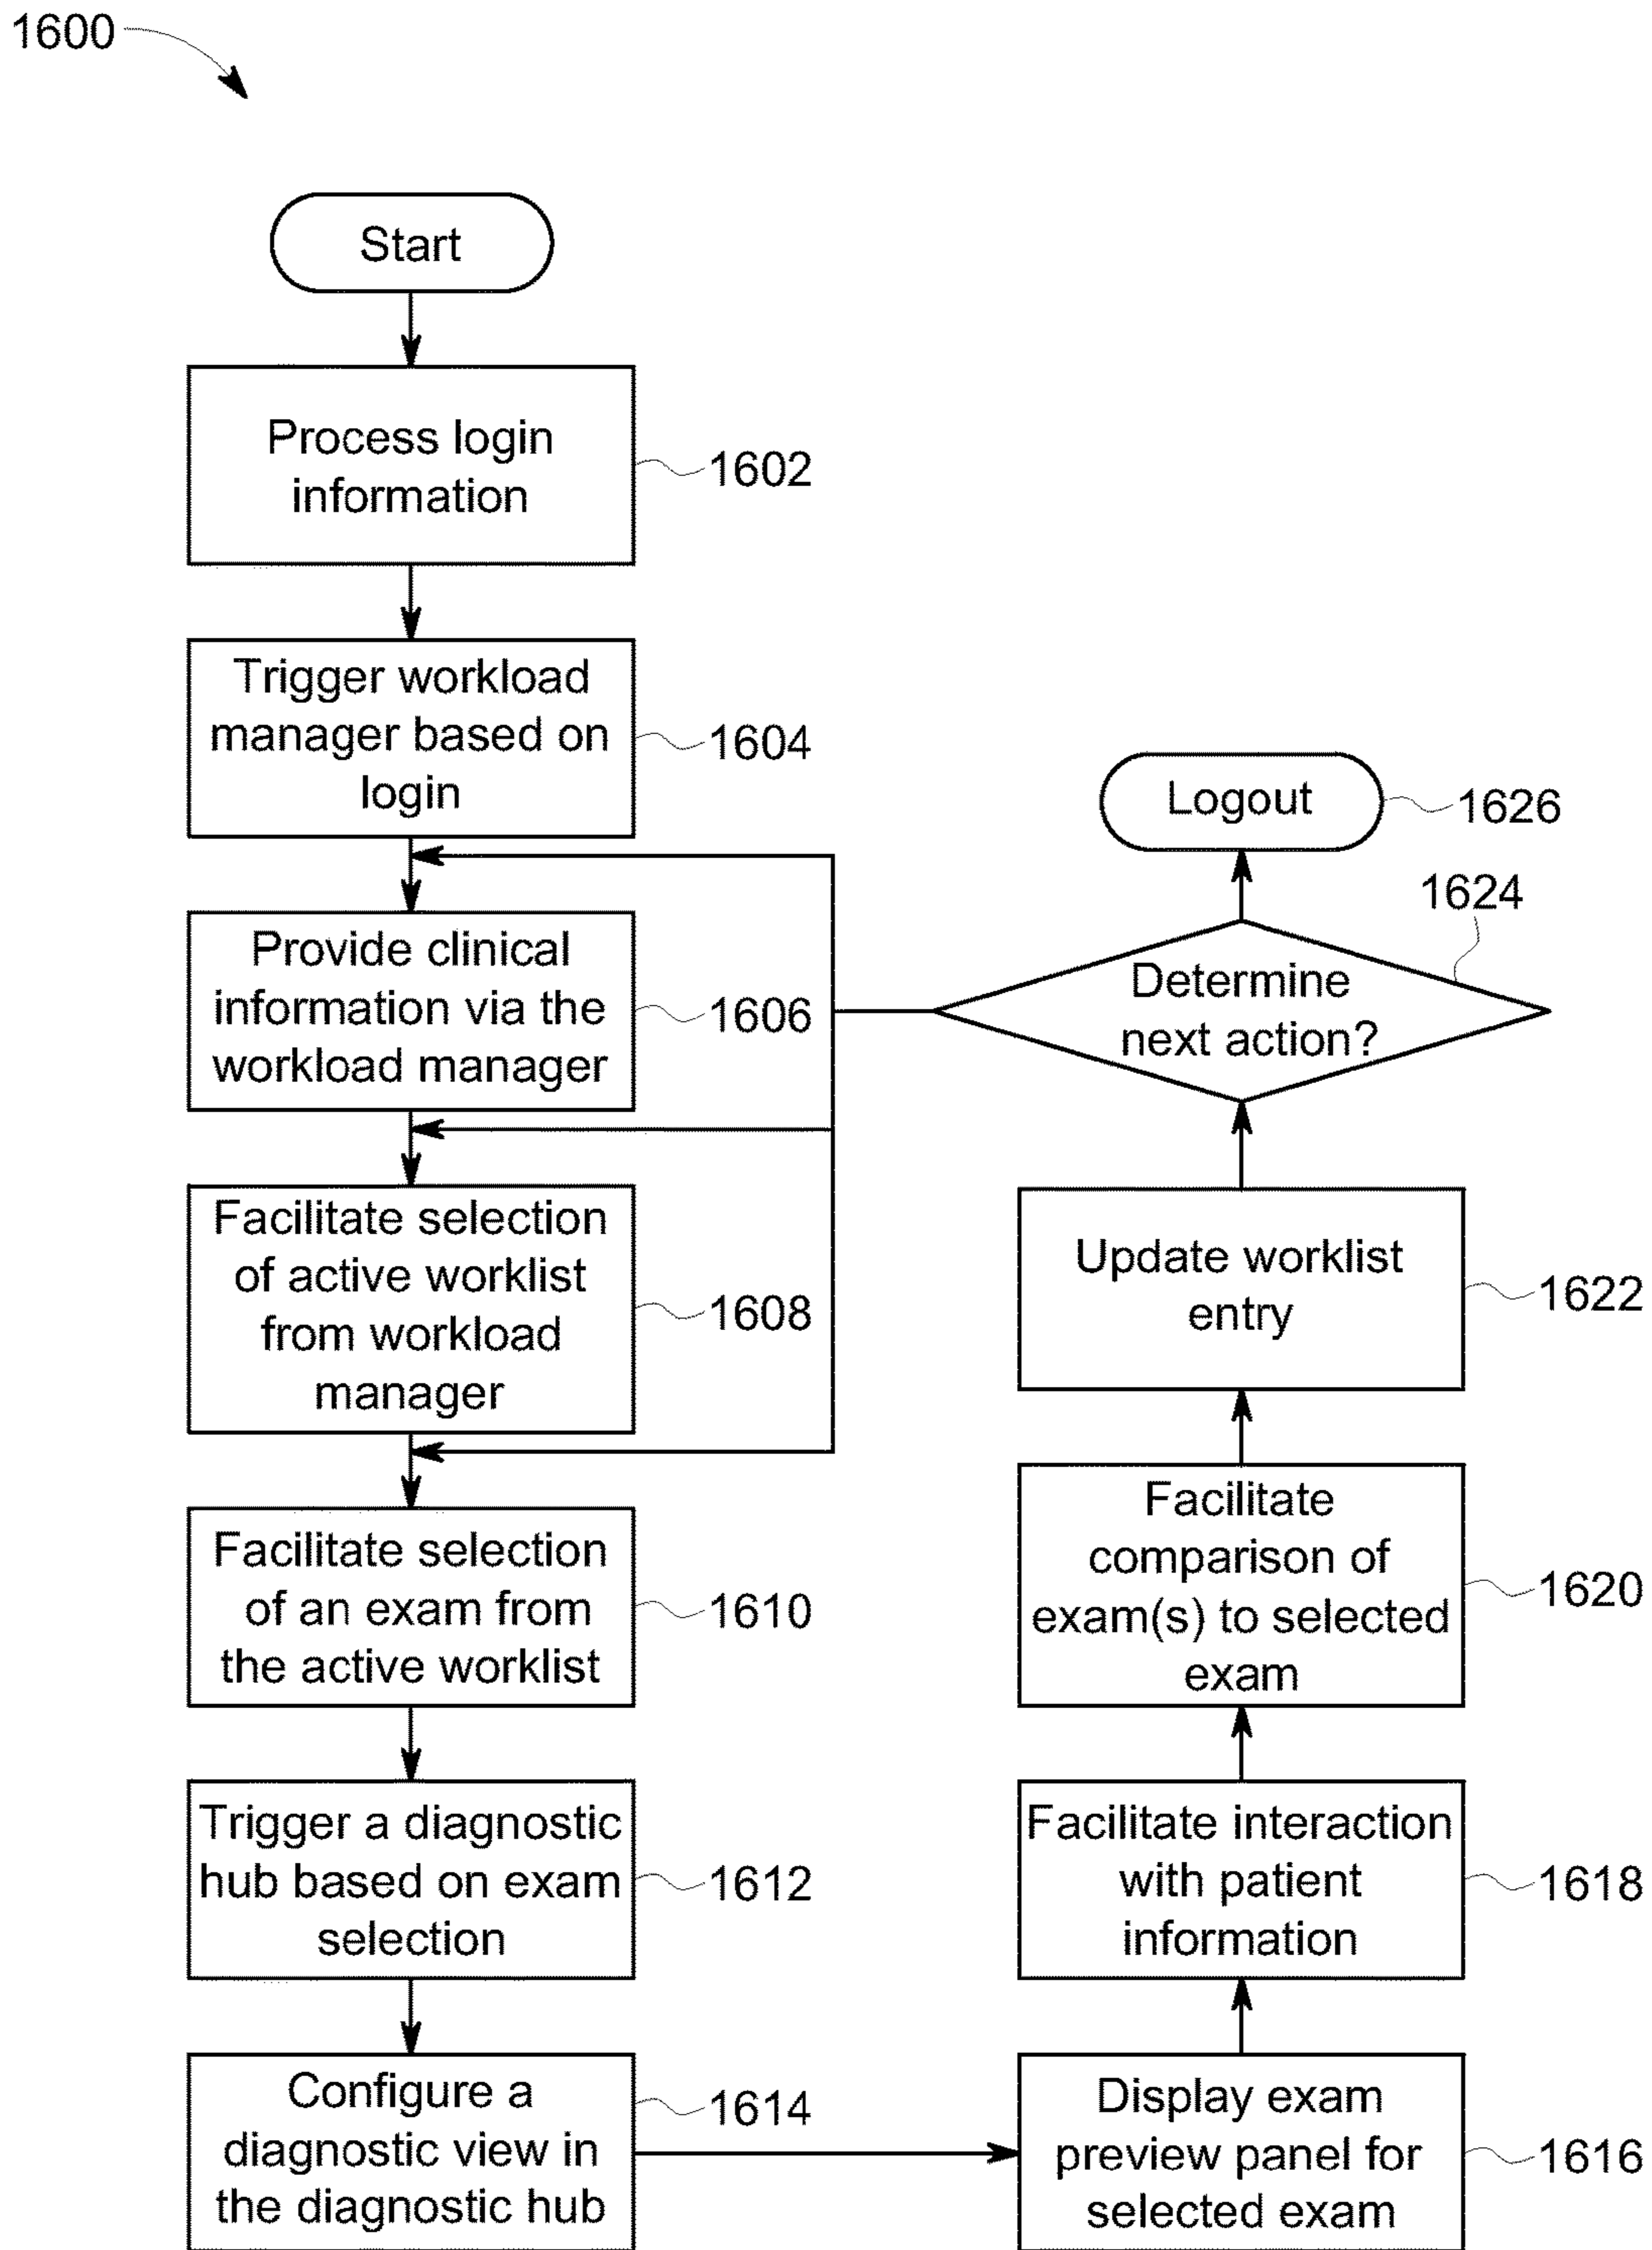 1600
Start
Process login
information
1602
Trigger workload
manager based on
login
1604
Provide clinical
information via the
workload manager
1606
Facilitate selection
of active worklist
from workload
manager
1608
Facilitate selection
of an exam from
the active worklist
1610
Trigger a diagnostic
hub based on exam
selection
1612
Configure a
diagnostic view in
the diagnostic hub
1614
Display exam
preview panel for
selected exam
1616
Facilitate interaction
with patient
information
1618
Facilitate
comparison of
exam(s) to selected
exam
1620
Update worklist
entry
1622
Determine
next action?
1624
Logout
1626